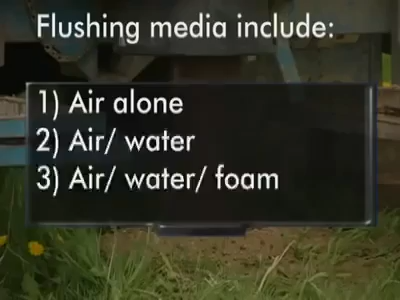 Flushing media include:
1) Air alone
2) Air/ water
3) Air/ water/ foam